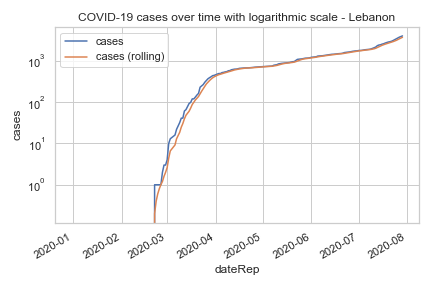 COVID-19 cases over time with logarithmic scale - Lebanon
cases
cases (rolling)
10³
10²
10¹
10⁰
cases
2020-01
2020-02
2020-03
2020-04
2020-05
2020-06
2020-07
2020-08
dateRep